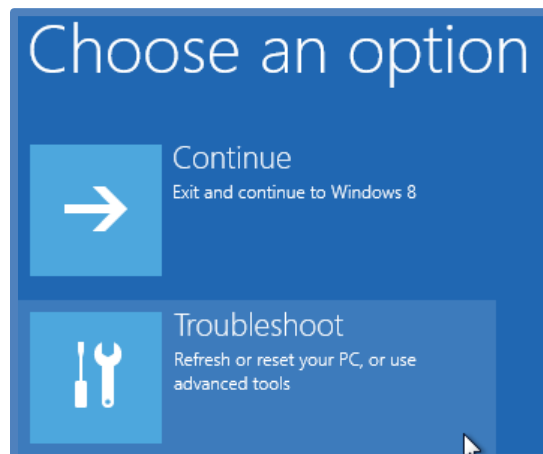 Choose an option
Continue
Exit and continue to Windows 8
Troubleshoot
Refresh or reset your PC, or use
advanced tools